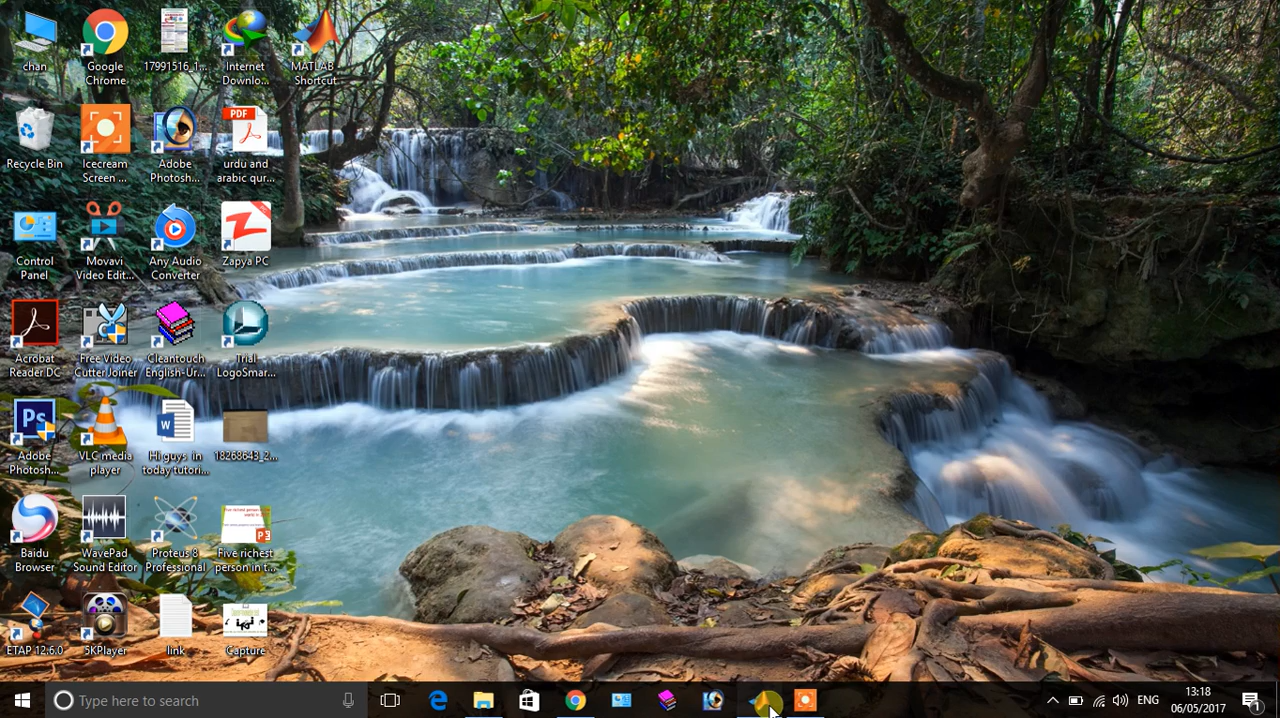 chan
Google
Chrome
17991516_1...
Internet
Downlo...
MATLAB
Shortcut
Recycle Bin
Icecream
Screen ...
Adobe
Photosh...
PDF
urdu and
arabic qur...
Control
Panel
Movavi
Video Edit...
Any Audio
Converter
Zapya PC
Acrobat
Reader DC
Free Video
Cutter Joiner
Cleantouch
English-Ur...
Trial
LogoSmar...
Ps
Adobe
Photosh...
VLC media
player
W
HI guys in
today tutori...
18268643_2...
Baidu
Browser
WavePad
Sound Editor
Proteus 8
Professional
Five richest
person in t...
ETAP 12.6.0
5KPlayer
link
Capture
Type here to search
ENG
13:18
06/05/2017
1